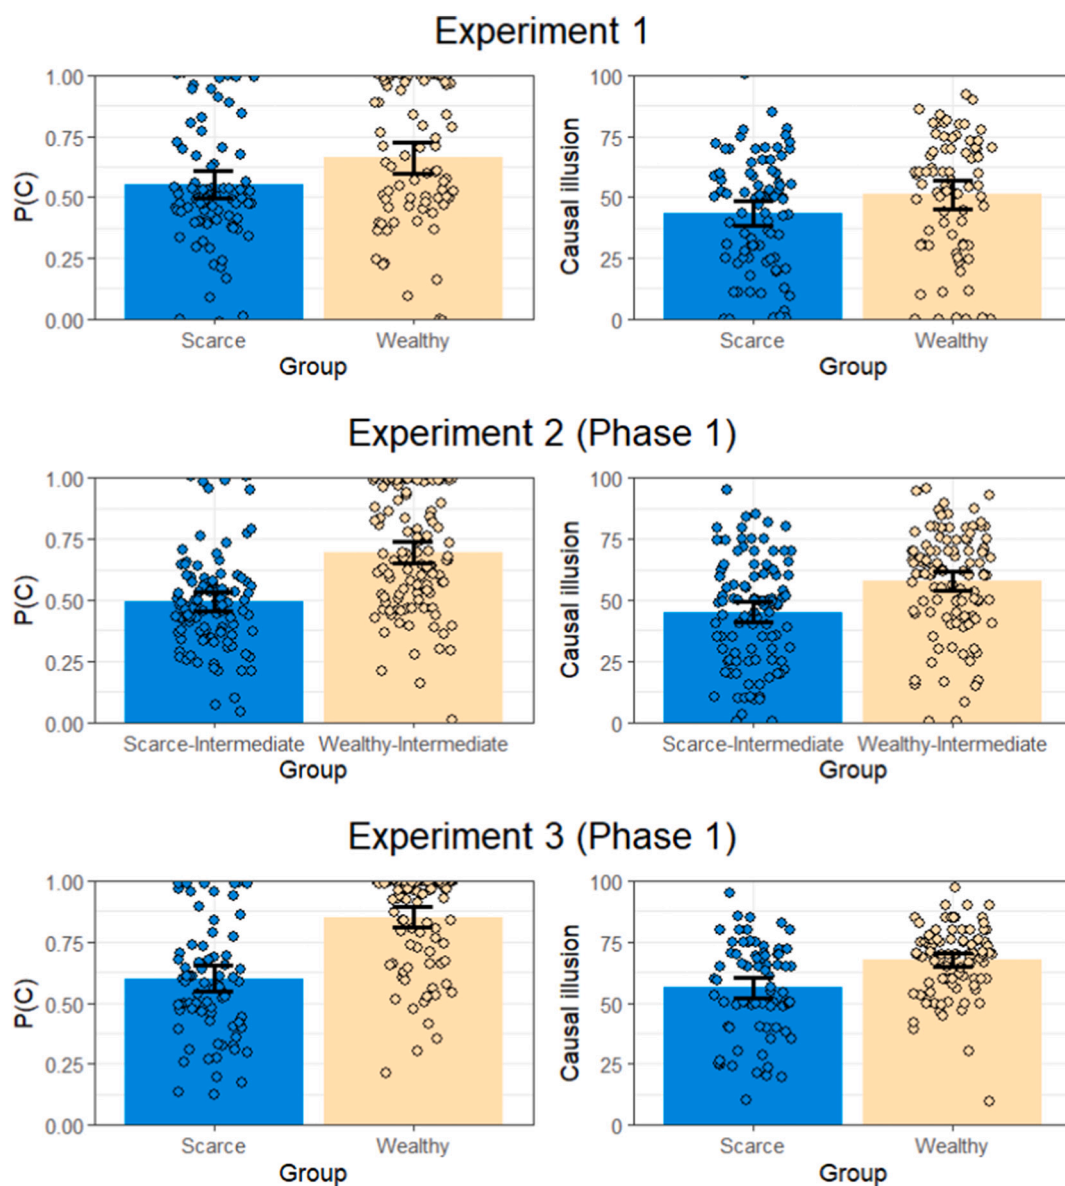 Experiment 1
1.00
0.75
0.50
0.25
0.00
P(C)
Scarce Wealthy
Group
100
75
50
25
0
Causal illusion
Scarce Wealthy
Group
Experiment 2 (Phase 1)
1.00
0.75
0.50
0.25
0.00
P(C)
Scarce-Intermediate Wealthy-Intermediate
Group
100
75
50
25
0
Causal illusion
Scarce-Intermediate Wealthy-Intermediate
Group
Experiment 3 (Phase 1)
1.00
0.75
0.50
0.25
0.00
P(C)
Scarce Wealthy
Group
100
75
50
25
0
Causal illusion
Scarce Wealthy
Group